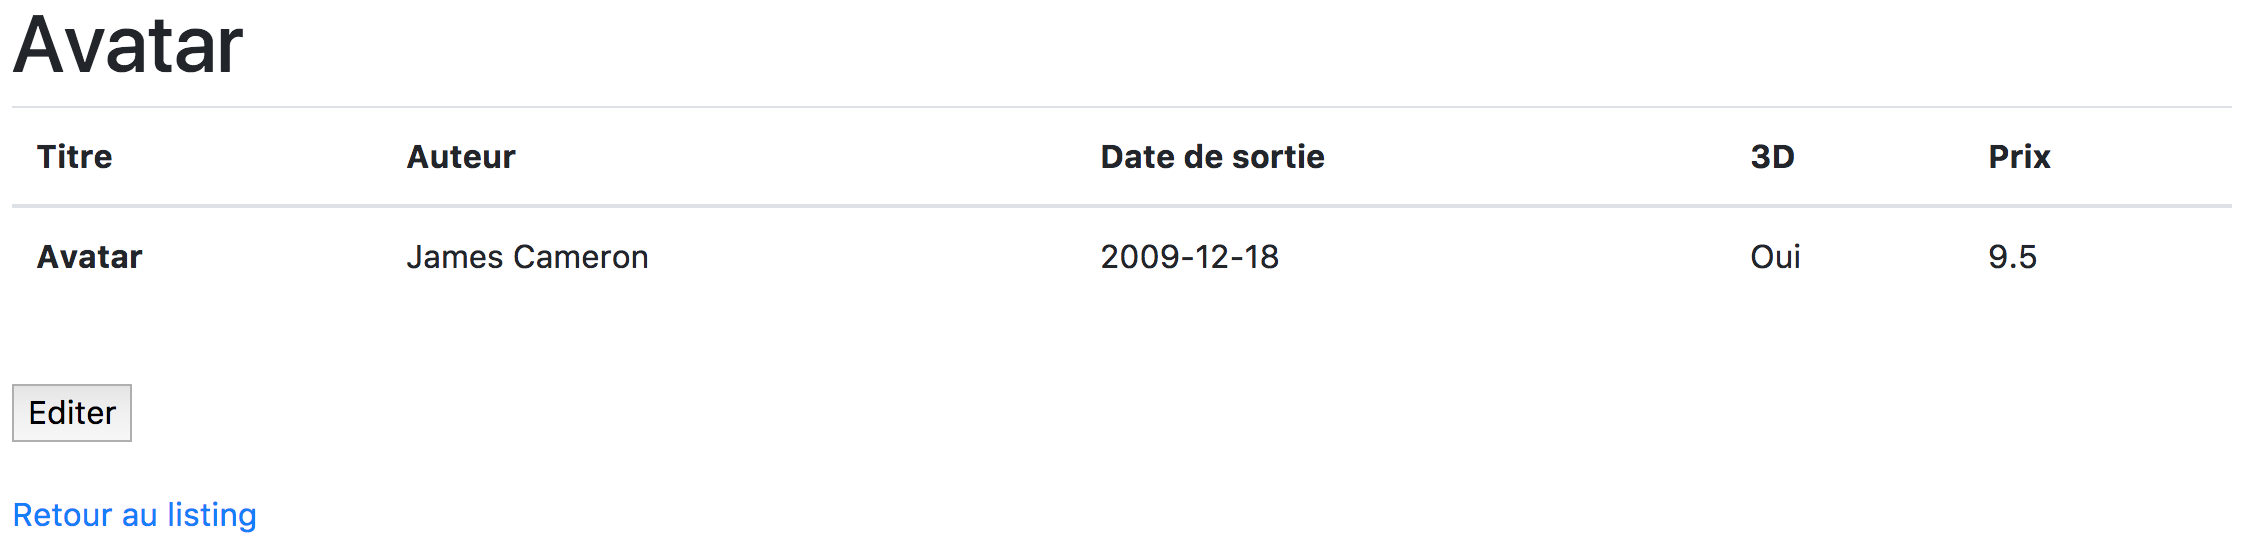 Avatar
Titre Auteur Date de sortie 3D Prix
Avatar James Cameron 2009-12-18 Oui 9.5
Editer
Retour au listing